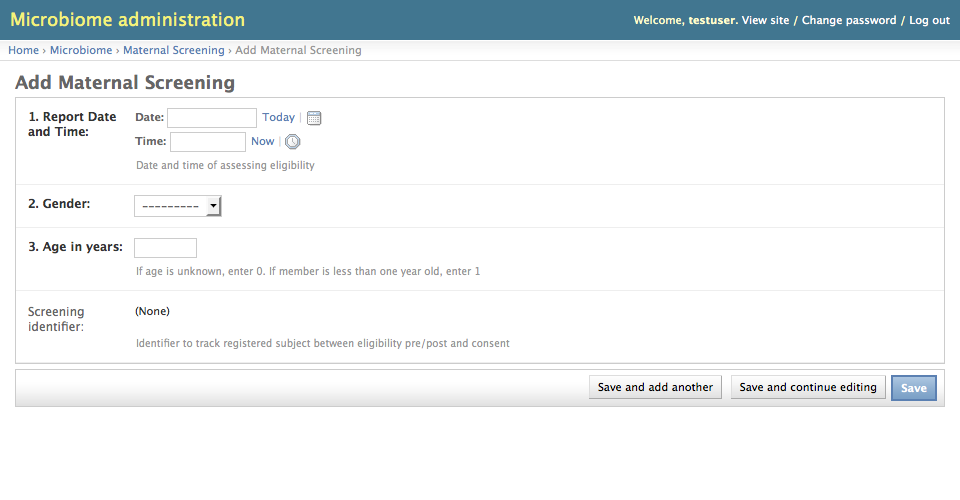 Microbiome administration
Welcome, testuser. View site / Change password / Log out
Home › Microbiome › Maternal Screening › Add Maternal Screening
Add Maternal Screening
1. Report Date and Time:
Date: Today |
Time: Now |
Date and time of assessing eligibility
2. Gender:
---------
3. Age in years:
If age is unknown, enter 0. If member is less than one year old, enter 1
Screening identifier:
(None)
Identifier to track registered subject between eligibility pre/post and consent
Save and add another
Save and continue editing
Save